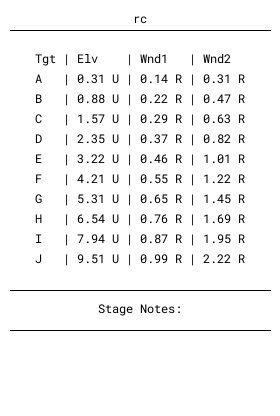 rc
Tgt | Elv | Wnd1 | Wnd2
A | 0.31 U | 0.14 R | 0.31 R
B | 0.88 U | 0.22 R | 0.47 R
C | 1.57 U | 0.29 R | 0.63 R
D | 2.35 U | 0.37 R | 0.82 R
E | 3.22 U | 0.46 R | 1.01 R
F | 4.21 U | 0.55 R | 1.22 R
G | 5.31 U | 0.65 R | 1.45 R
H | 6.54 U | 0.76 R | 1.69 R
I | 7.94 U | 0.87 R | 1.95 R
J | 9.51 U | 0.99 R | 2.22 R
Stage Notes: